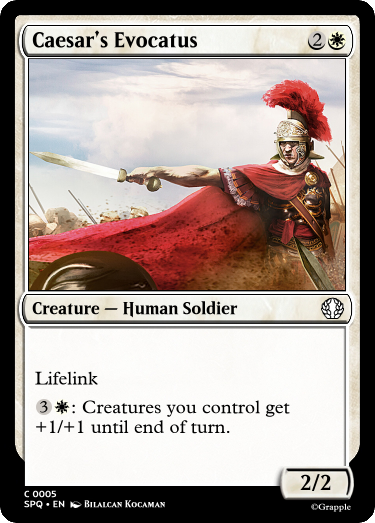 Caesar's Evocatus 2
Creature — Human Soldier
Lifelink
3 : Creatures you control get
+1/+1 until end of turn.
2/2
C 0005
SPQ • EN BILALCAN KOCAMAN
©Grapple